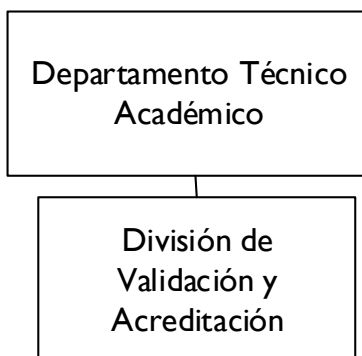 Departamento Técnico
Académico
División de
Validación y
Acreditación